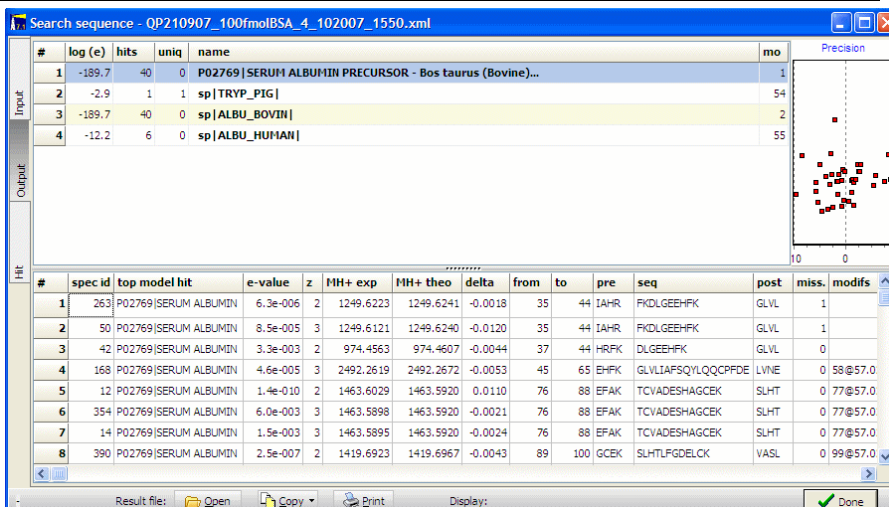 Search sequence - QP210907_100fmolBSA_4_102007_1550.xml
Input
Output
Hit
# log (e) hits uniq name mo
1 -189.7 40 0 P02769|SERUM ALBUMIN PRECURSOR - Bos taurus (Bovine)... 1
2 -2.9 1 1 sp|TRYP_PIG| 54
3 -189.7 40 0 sp|ALBU_BOVIN| 2
4 -12.2 6 0 sp|ALBU_HUMAN| 55
Precision
10 0
# spec id top model hit e-value z MH+ exp MH+ theo delta from to pre seq post miss. modifs
1 263 P02769|SERUM ALBUMIN 6.3e-006 2 1249.6223 1249.6241 -0.0018 35 44 IAHR FKDLGEEHFK GLVL 1
2 50 P02769|SERUM ALBUMIN 8.5e-005 3 1249.6121 1249.6240 -0.0120 35 44 IAHR FKDLGEEHFK GLVL 1
3 42 P02769|SERUM ALBUMIN 3.3e-003 2 974.4563 974.4607 -0.0044 37 44 HRFK DLGEEHFK GLVL 0
4 168 P02769|SERUM ALBUMIN 4.6e-005 3 2492.2619 2492.2672 -0.0053 45 65 EHFK GLVLIAFSQYLQQCPFDE LVNE 0 58@57.0
5 12 P02769|SERUM ALBUMIN 1.4e-010 2 1463.6029 1463.5920 0.0110 76 88 EFAK TCVADESHAGCEK SLHT 0 77@57.0
6 354 P02769|SERUM ALBUMIN 6.0e-003 3 1463.5898 1463.5920 -0.0021 76 88 EFAK TCVADESHAGCEK SLHT 0 77@57.0
7 14 P02769|SERUM ALBUMIN 1.5e-003 3 1463.5895 1463.5920 -0.0024 76 88 EFAK TCVADESHAGCEK SLHT 0 77@57.0
8 390 P02769|SERUM ALBUMIN 2.5e-007 2 1419.6923 1419.6967 -0.0043 89 100 GCEK SLHTLFGDELCK VASL 0 99@57.0
Result file: Open Copy Print Display: Done